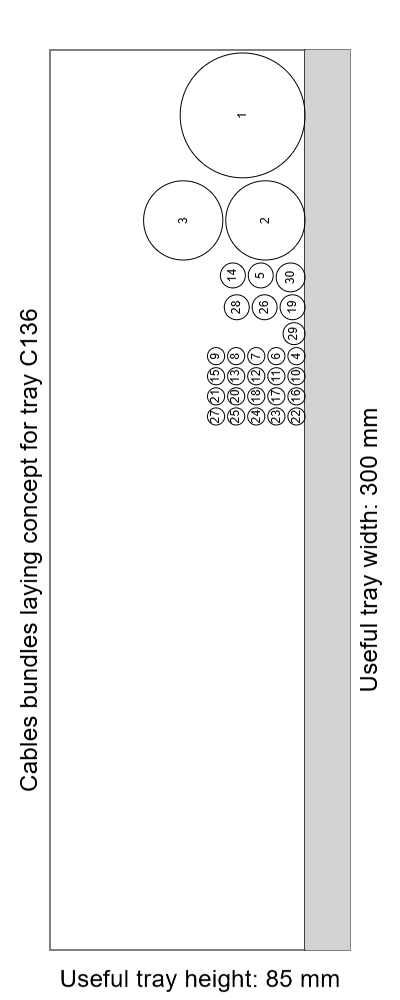 Cables bundles laying concept for tray C136
1
3 2
14 5 30
28 26 19
29
9 8 7 6 4
15 13 12 11 10
21 20 18 17 16
27 25 24 23 22
Useful tray width: 300 mm
Useful tray height: 85 mm